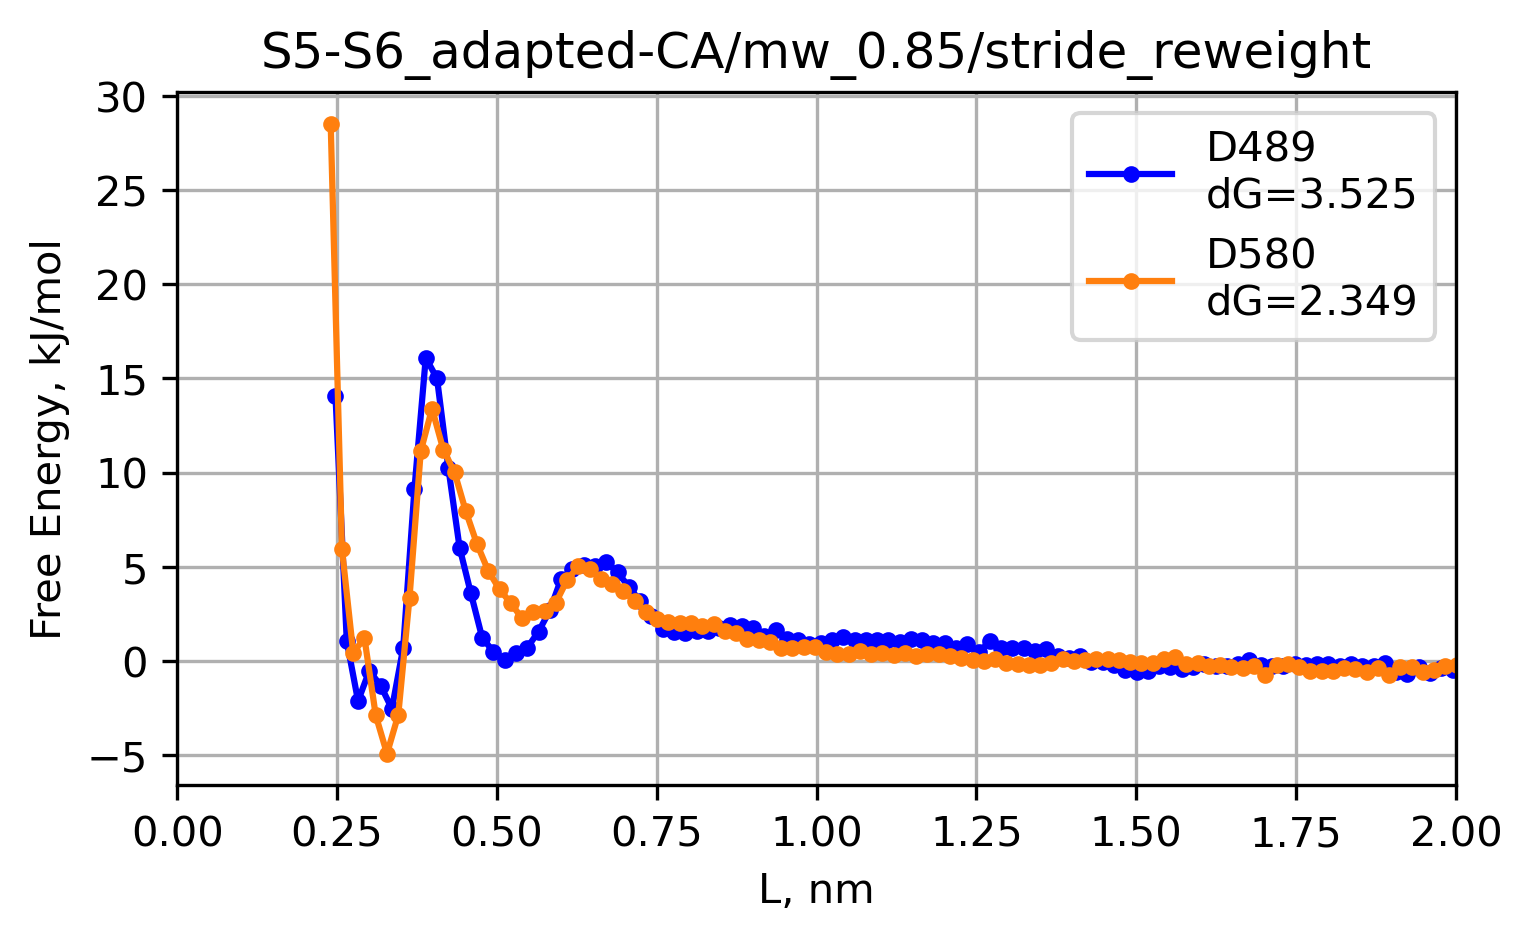 S5-S6_adapted-CA/mw_0.85/stride_reweight
Free Energy, kJ/mol
30
25
20
15
10
5
0
−5
D489
dG=3.525
D580
dG=2.349
0.00 0.25 0.50 0.75 1.00 1.25 1.50 1.75 2.00
L, nm